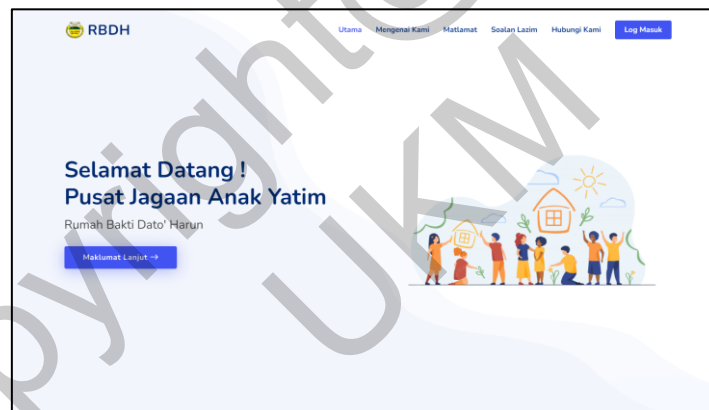 RBDH
Utama Mengenai Kami Matlamat Soalan Lazim Hubungi Kami Log Masuk
Selamat Datang !
Pusat Jagaan Anak Yatim
Rumah Bakti Dato' Harun
Maklumat Lanjut →
pyright@
UKM